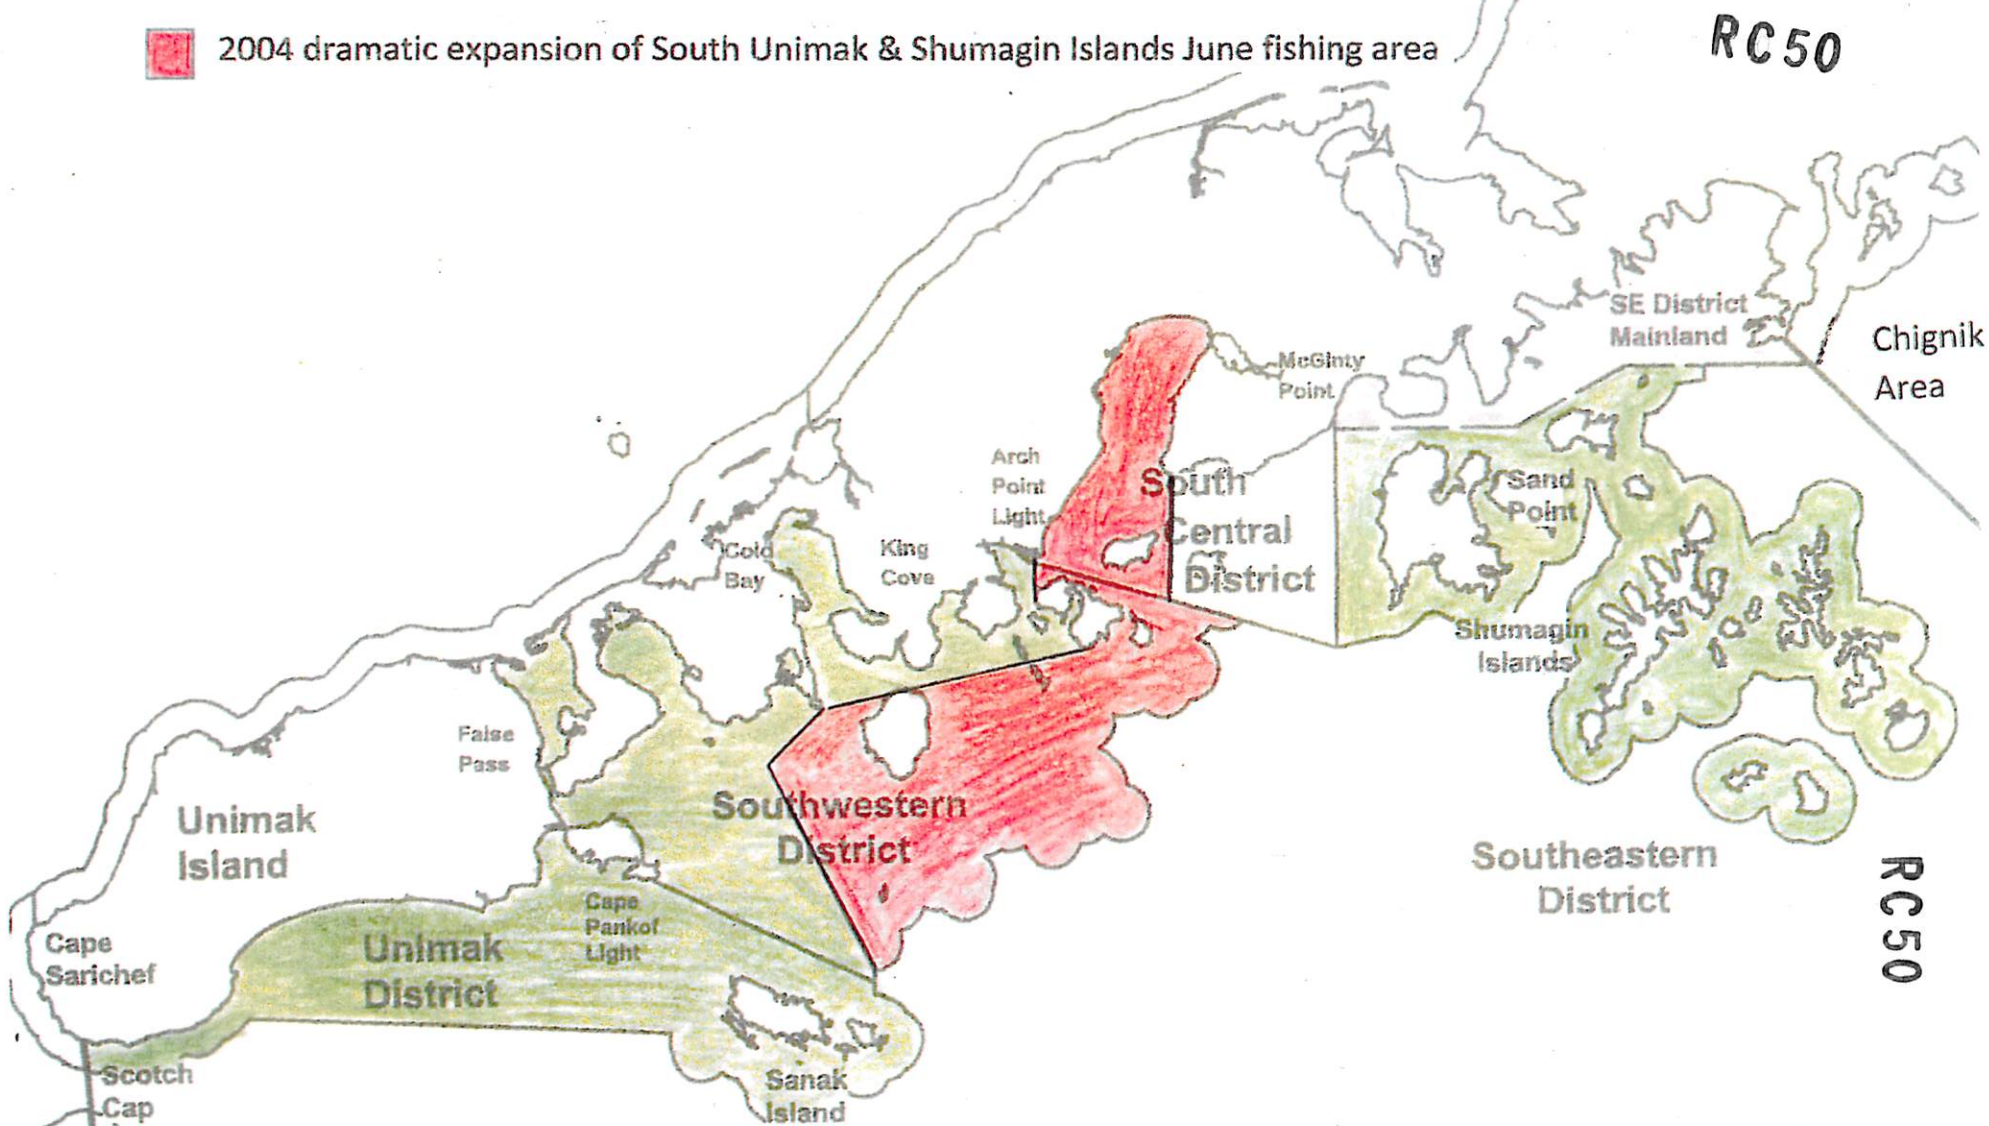 2004 dramatic expansion of South Unimak & Shumagin Islands June fishing area
RC50
SE District
Mainland
Chignik
Area
McGinty
Point
Arch
Point
Light
South
Central
District
Sand
Point
Cold
Bay
King
Cove
Shumagin
Islands
False
Pass
Southwestern
District
Unimak
Island
Southeastern
District
RC50
Cape
Pankof
Light
Cape
Sarichef
Unimak
District
Scotch
Cap
Sanak
Island